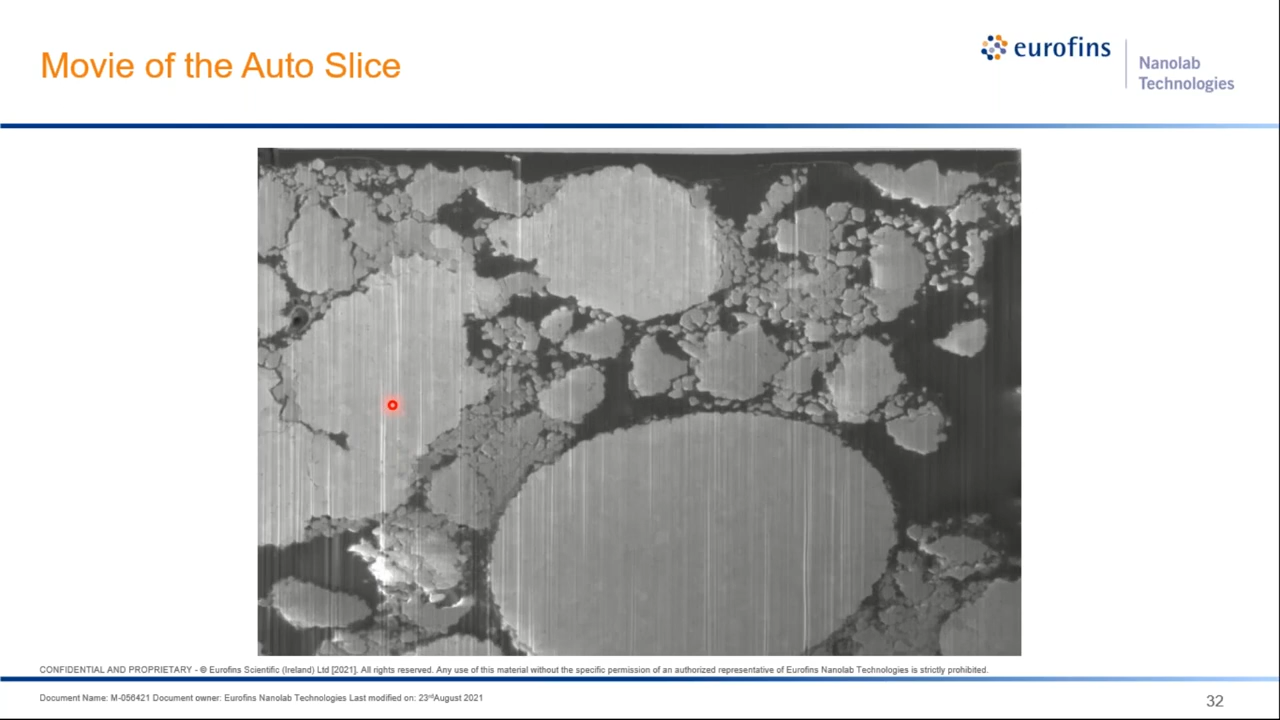 Movie of the Auto Slice
eurofins
Nanolab
Technologies
CONFIDENTIAL AND PROPRIETARY - © Eurofins Scientific (Ireland) Ltd [2021]. All rights reserved. Any use of this material without the specific permission of an authorized representative of Eurofins Nanolab Technologies is strictly prohibited.
Document Name: M-056421 Document owner: Eurofins Nanolab Technologies Last modified on: 23rdAugust 2021
32